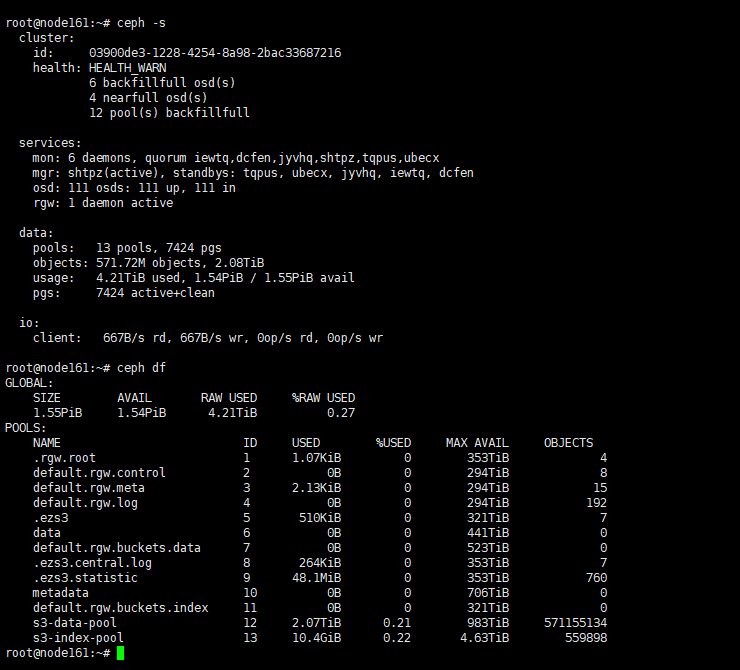 root@node161:~# ceph -s
  cluster:
    id:     03900de3-1228-4254-8a98-2bac33687216
    health: HEALTH_WARN
            6 backfillfull osd(s)
            4 nearfull osd(s)
            12 pool(s) backfillfull

  services:
    mon: 6 daemons, quorum iewtq,dcfen,jyvhq,shtpz,tqpus,ubecx
    mgr: shtpz(active), standbys: tqpus, ubecx, jyvhq, iewtq, dcfen
    osd: 111 osds: 111 up, 111 in
    rgw: 1 daemon active

  data:
    pools:   13 pools, 7424 pgs
    objects: 571.72M objects, 2.08TiB
    usage:   4.21TiB used, 1.54PiB / 1.55PiB avail
    pgs:     7424 active+clean

  io:
    client:   667B/s rd, 667B/s wr, 0op/s rd, 0op/s wr

root@node161:~# ceph df
GLOBAL:
    SIZE        AVAIL       RAW USED     %RAW USED
    1.55PiB     1.54PiB      4.21TiB          0.27
POOLS:
    NAME                          ID     USED        %USED     MAX AVAIL     OBJECTS
    .rgw.root                     1      1.07KiB         0        353TiB             4
    default.rgw.control           2           0B         0        294TiB             8
    default.rgw.meta              3      2.13KiB         0        294TiB            15
    default.rgw.log               4           0B         0        294TiB           192
    .ezs3                         5       510KiB         0        321TiB             7
    data                          6           0B         0        441TiB             0
    default.rgw.buckets.data      7           0B         0        523TiB             0
    .ezs3.central.log             8       264KiB         0        353TiB             7
    .ezs3.statistic               9      48.1MiB         0        353TiB           760
    metadata                      10          0B         0        706TiB             0
    default.rgw.buckets.index     11          0B         0        321TiB             0
    s3-data-pool                  12     2.07TiB      0.21        983TiB     571155134
    s3-index-pool                 13     10.4GiB      0.22       4.63TiB        559898
root@node161:~#